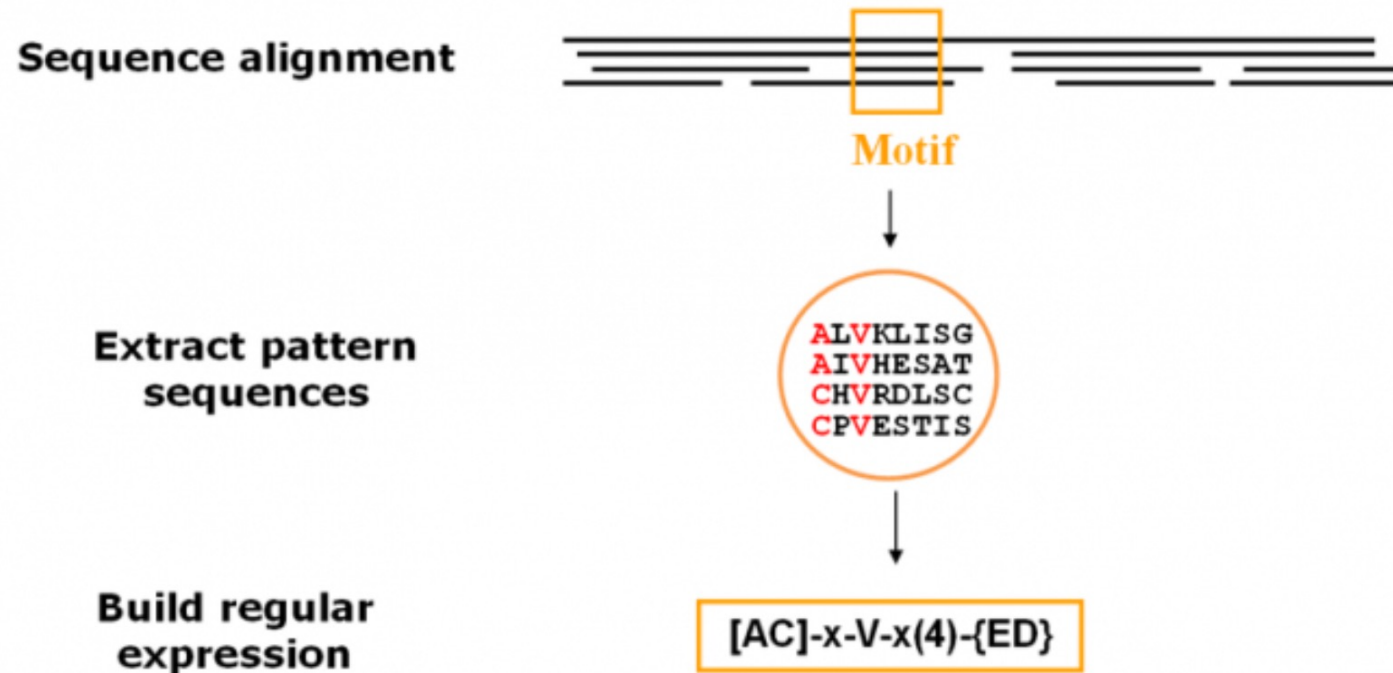 Sequence alignment
Motif
Extract pattern
sequences
ALVKLISG
AIVHESAT
CHVRDLSC
CPVESTIS
Build regular
expression
[AC]-x-V-x(4)-{ED}